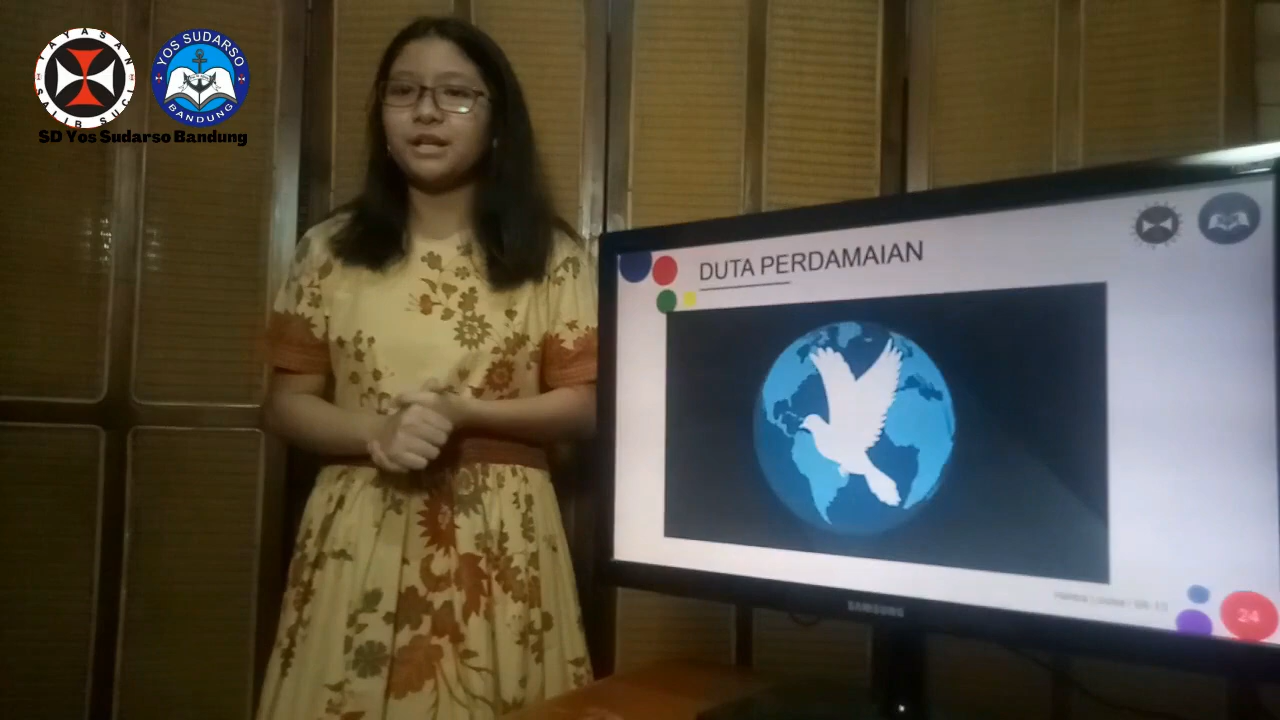 YAYASAN
SALIB SUCI
YOS SUDARSO
BANDUNG
SD Yos Sudarso Bandung
DUTA PERDAMAIAN
SAMSUNG
24